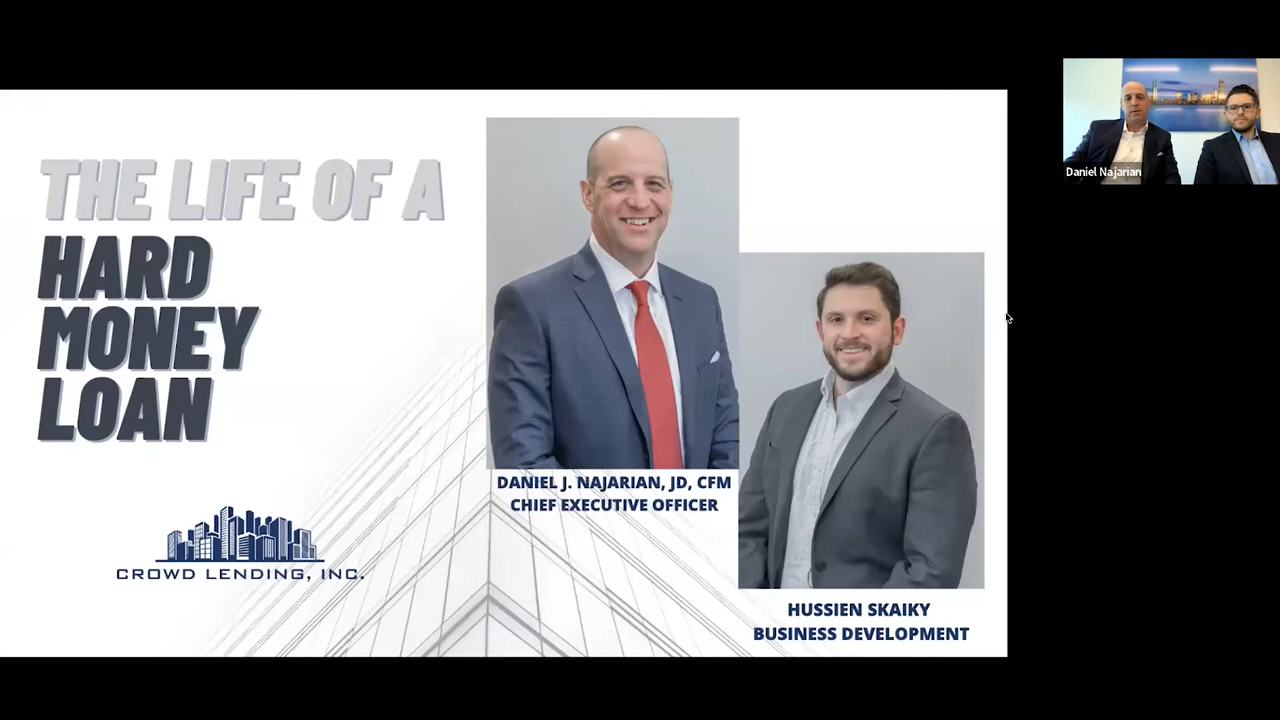 THE LIFE OF A
HARD
MONEY
LOAN
CROWD LENDING, INC.
DANIEL J. NAJARIAN, JD, CFM
CHIEF EXECUTIVE OFFICER
HUSSIEN SKAIKY
BUSINESS DEVELOPMENT
Daniel Najarian